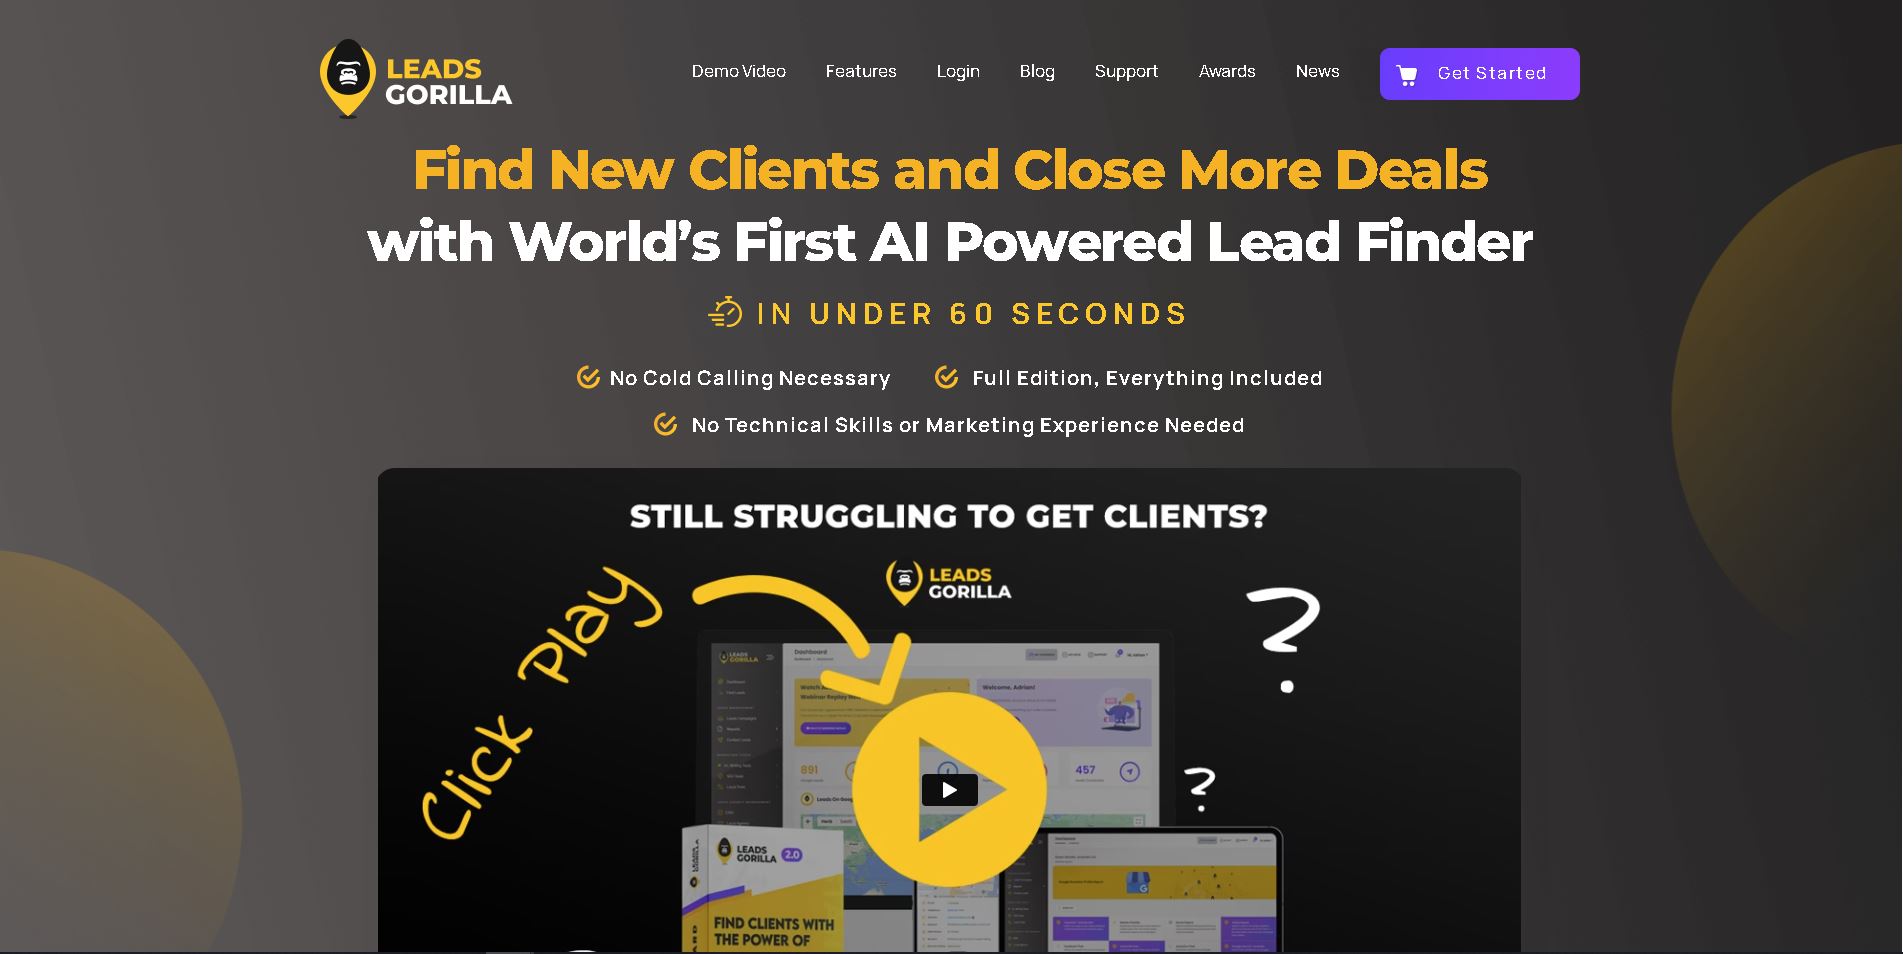 LEADS
GORILLA
Demo Video Features Login Blog Support Awards News Get Started
Find New Clients and Close More Deals
with World's First AI Powered Lead Finder
IN UNDER 60 SECONDS
No Cold Calling Necessary Full Edition, Everything Included
No Technical Skills or Marketing Experience Needed
STILL STRUGGLING TO GET CLIENTS?
LEADS
GORILLA
Click Play
?
?
LEADS
GORILLA
Dashboard
Welcome, Adrian!
891
457
LEADS
GORILLA 2.0
FIND CLIENTS WITH
THE POWER OF